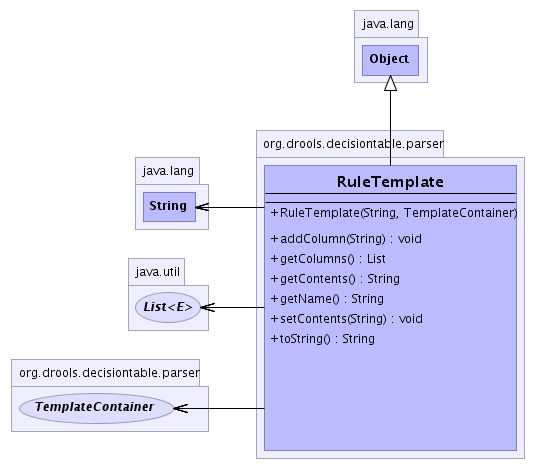 java.lang
Object
org.drools.decisiontable.parser
RuleTemplate
+RuleTemplate(String, TemplateContainer)
+addColumn(String) : void
+getColumns() : List
+getContents() : String
+getName() : String
+setContents(String) : void
+toString() : String
java.lang
String
java.util
List<E>
org.drools.decisiontable.parser
TemplateContainer